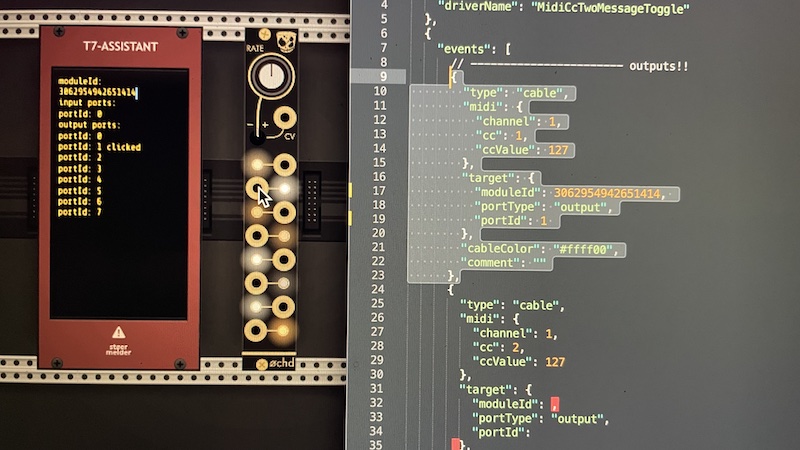 T7-ASSISTANT
moduleId:
3062954942651414
input ports:
portId: 0
output ports:
portId: 0
portId: 1 clicked
portId: 2
portId: 3
portId: 4
portId: 5
portId: 6
portId: 7
stoer
melder
RATE
- +
CV
øchd
4 "driverName": "MidiCcTwoMessageToggle"
5 },
6 {
7 "events": [
8 // ———————————————— outputs!!
9 {
10 "type": "cable",
11 "midi": {
12 "channel": 1,
13 "cc": 1,
14 "ccValue": 127
15 },
16 "target": {
17 "moduleId": 3062954942651414,
18 "portType": "output",
19 "portId": 1
20 },
21 "cableColor": "#ffff00",
22 "comment": ""
23 },
24 {
25 "type": "cable",
26 "midi": {
27 "channel": 1,
28 "cc": 2,
29 "ccValue": 127
30 },
31 "target": {
32 "moduleId": ,
33 "portType": "output",
34 "portId":
35 },